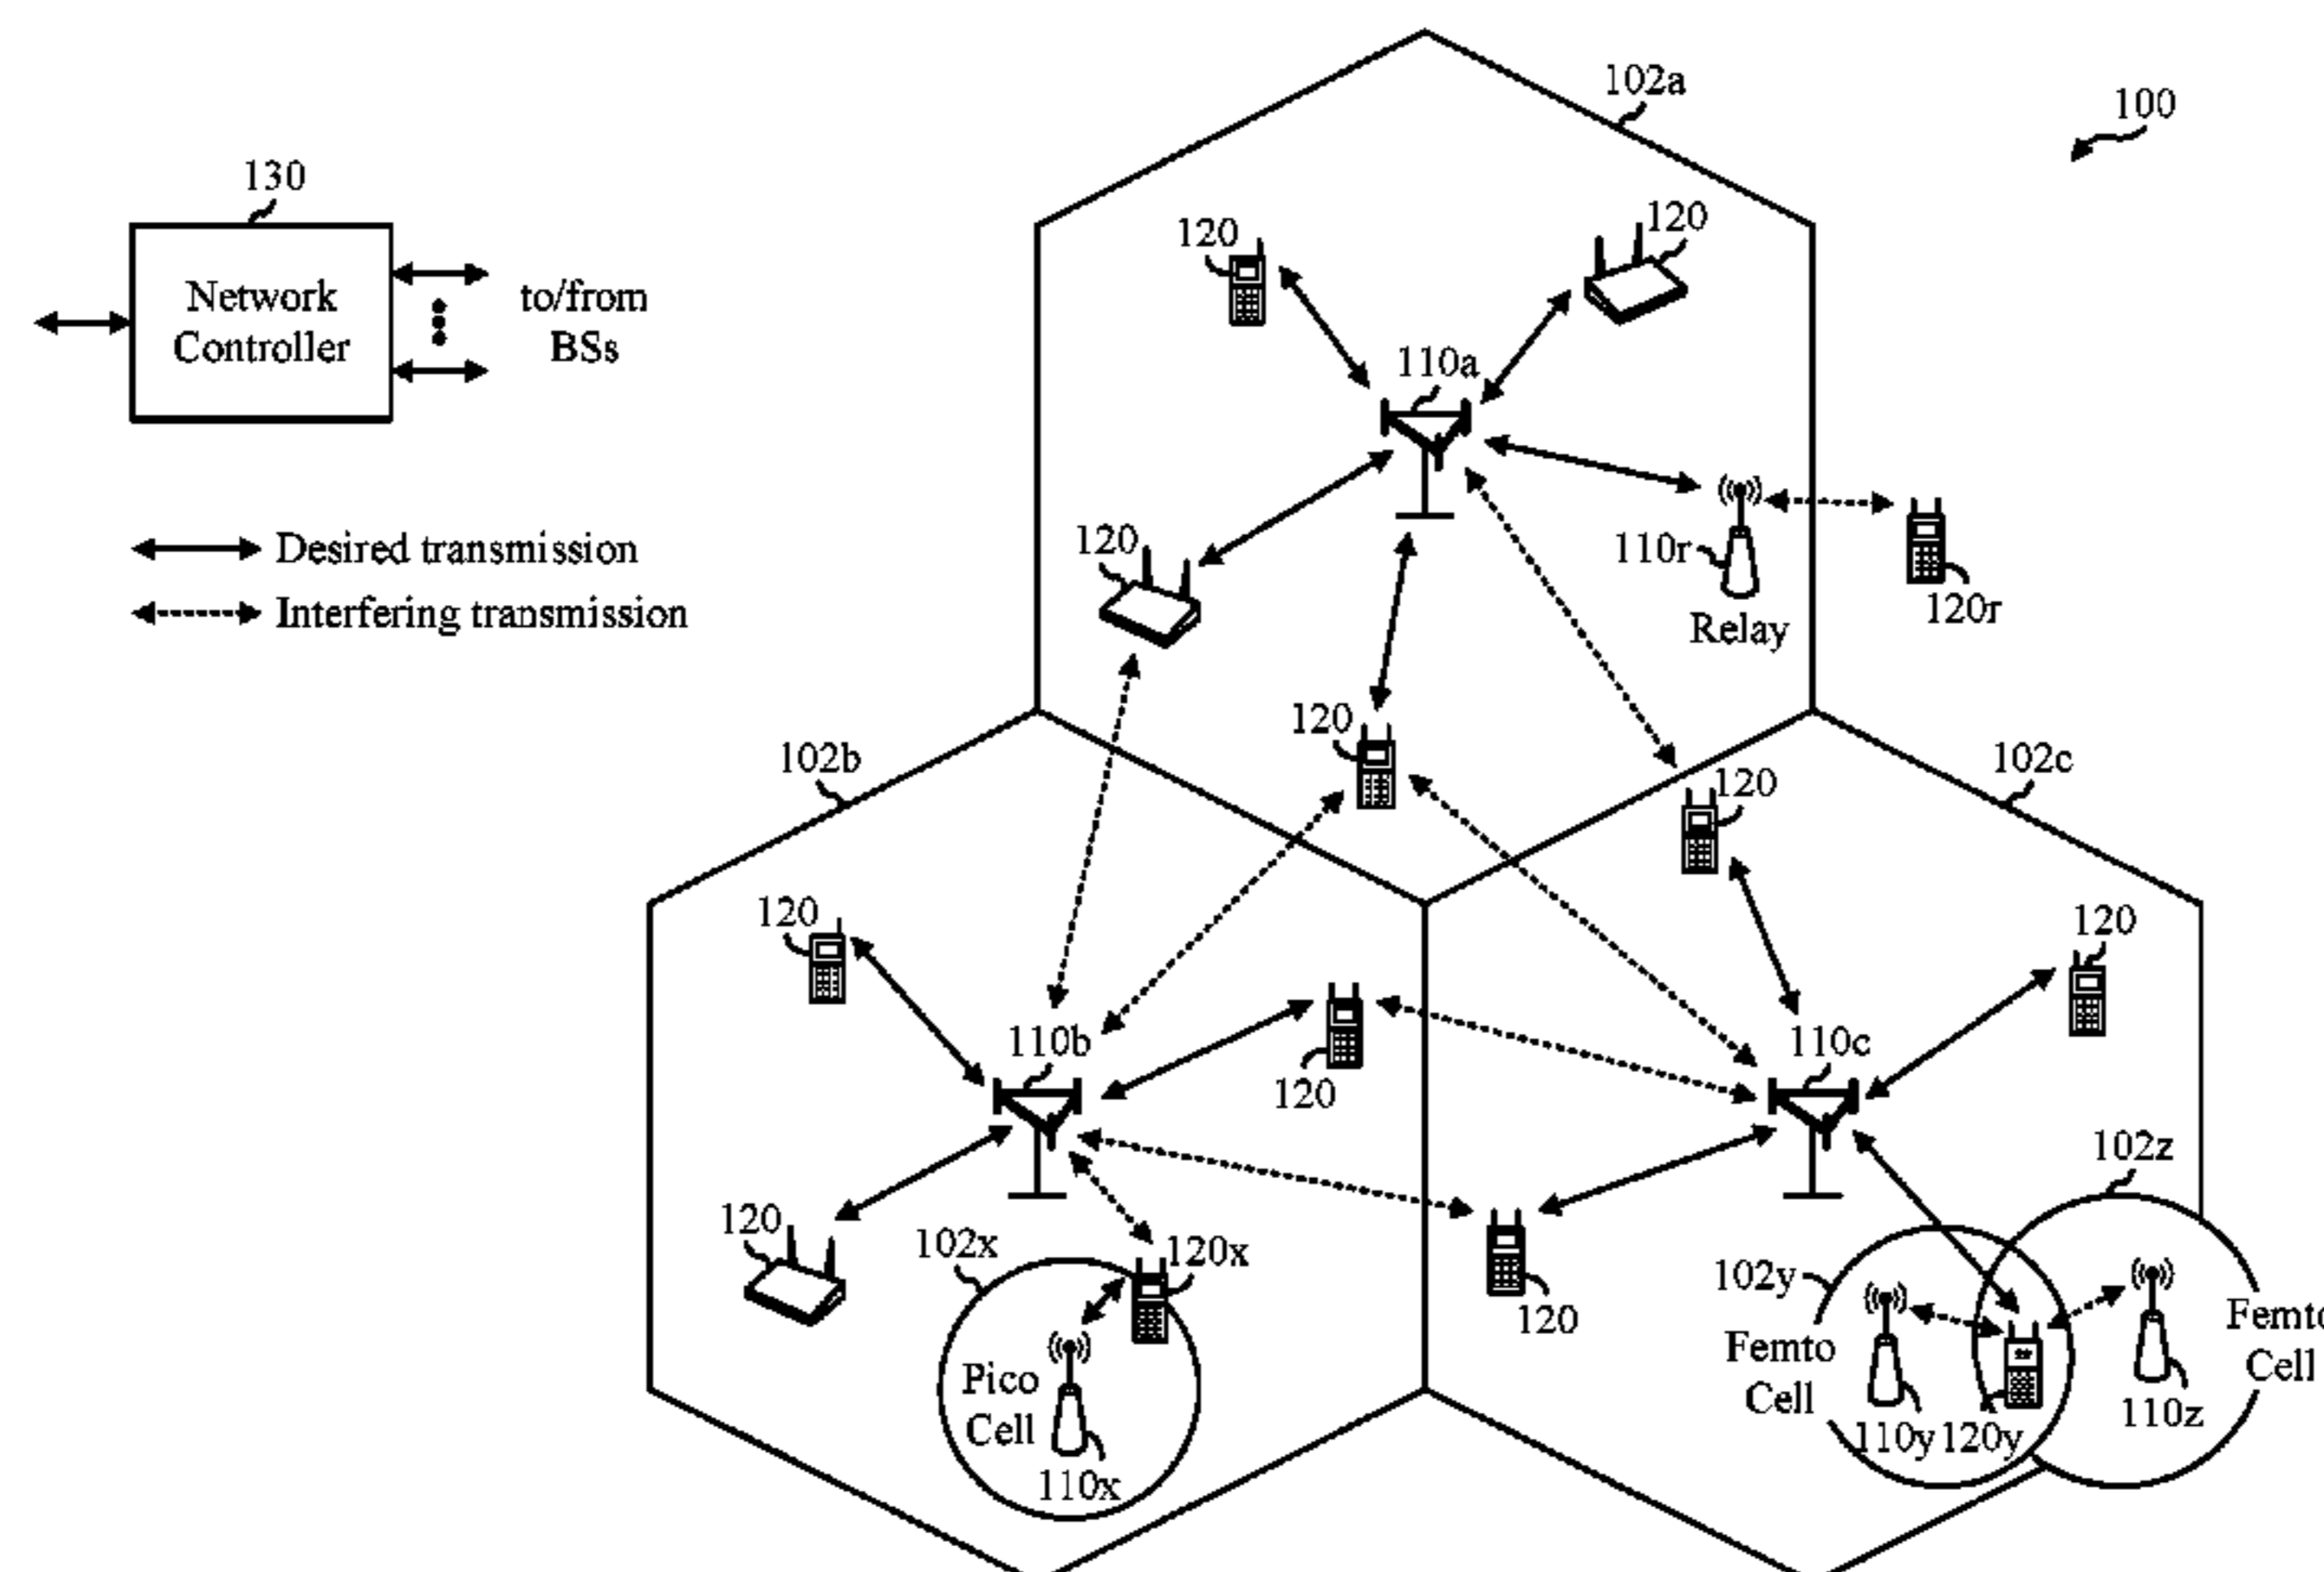 102a
100
130
120
120
Network
Controller
to/from
BSs
110a
Desired transmission
Interfering transmission
120
110r
120r
Relay
120
102b
102c
120
120
120
110b
110c
120
102z
120
102x
120x
102y
120
Femto
Cell
Femto
Cell
Pico
Cell
110x
110y
120y
110z